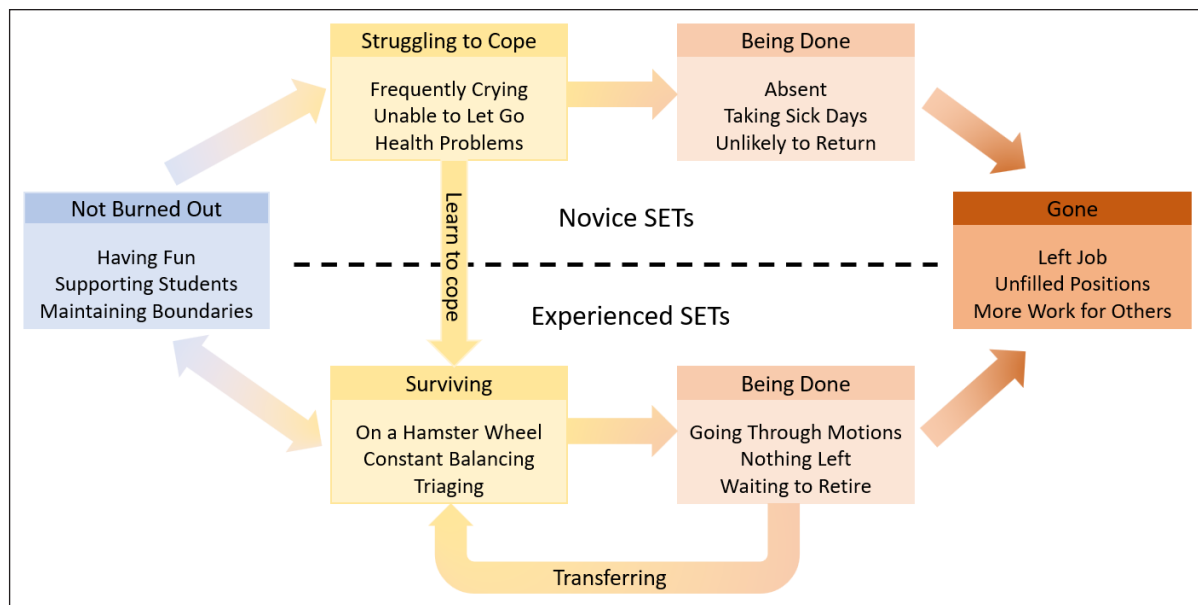 Struggling to Cope
Frequently Crying
Unable to Let Go
Health Problems
Being Done
Absent
Taking Sick Days
Unlikely to Return
Not Burned Out
Having Fun
Supporting Students
Maintaining Boundaries
Learn to cope
Novice SETs
Experienced SETs
Gone
Left Job
Unfilled Positions
More Work for Others
Surviving
On a Hamster Wheel
Constant Balancing
Triaging
Being Done
Going Through Motions
Nothing Left
Waiting to Retire
Transferring